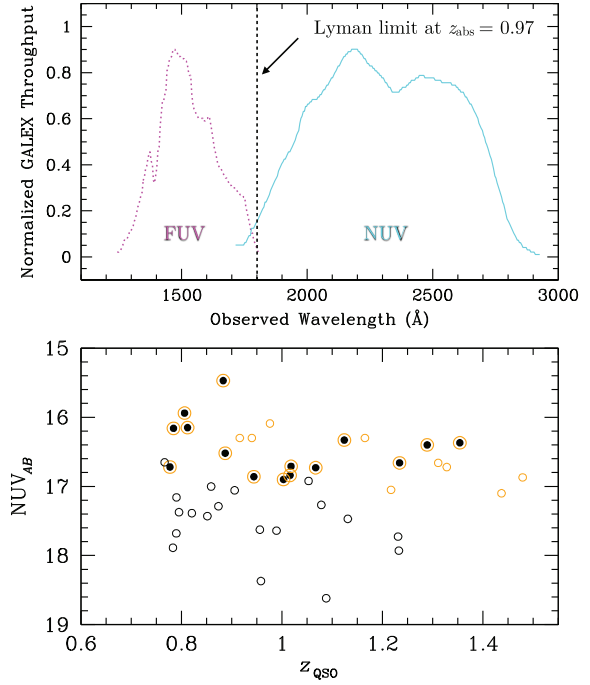 Normalized GALEX Throughput
1
0.8
0.6
0.4
0.2
0
Lyman limit at z_abs = 0.97
FUV
NUV
1500 2000 2500 3000
Observed Wavelength (Å)
NUV_AB
15
16
17
18
19
0.6 0.8 1 1.2 1.4
z_QSO